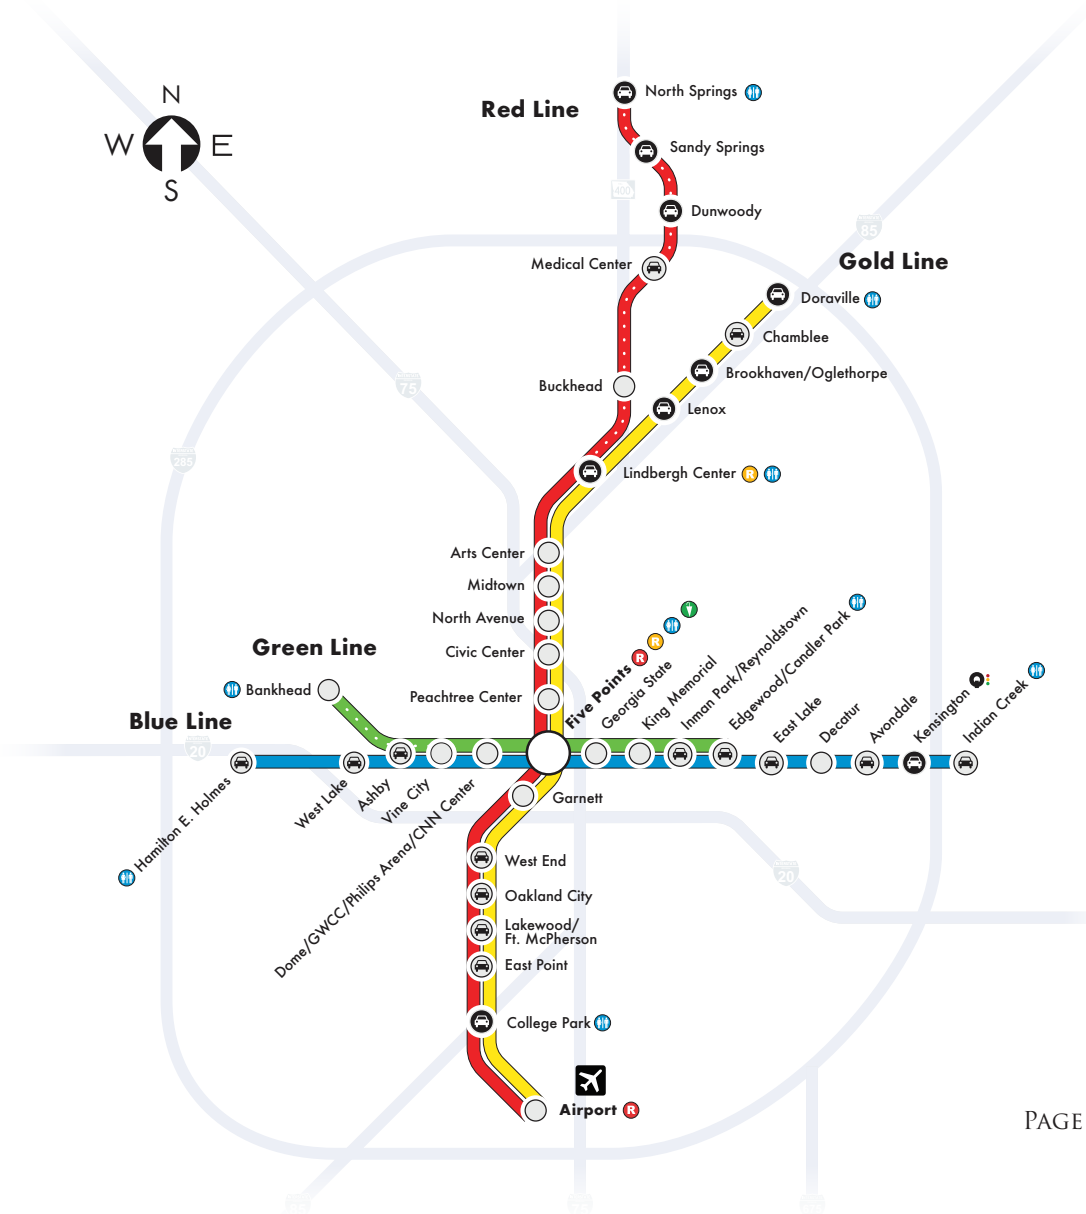 N
W E
S
Red Line
North Springs
Sandy Springs
400
Dunwoody
85
Gold Line
Medical Center
Doraville
Chamble​e
Brookhaven/Oglethorpe
75
Buckhead
Lenox
285
Lindbergh Center R
Arts Center
Midtown
North Avenue
Civic Center
Peachtree Center
Green Line
Bankhead
Blue Line
20
R
R
Five Points
Georgia State
King Memorial
Inman Park/Reynoldstown
Edgewood/Candler Park
East Lake
Decatur
Avondale
Kensington
Indian Creek
Hamilton E. Holmes
West Lake
Ashby
Vine City
Dome/GWCC/Philips Arena/CNN Center
Garnett
West End
20
Oakland City
Lakewood/
Ft. McPherson
East Point
College Park
Airport R
PAGE